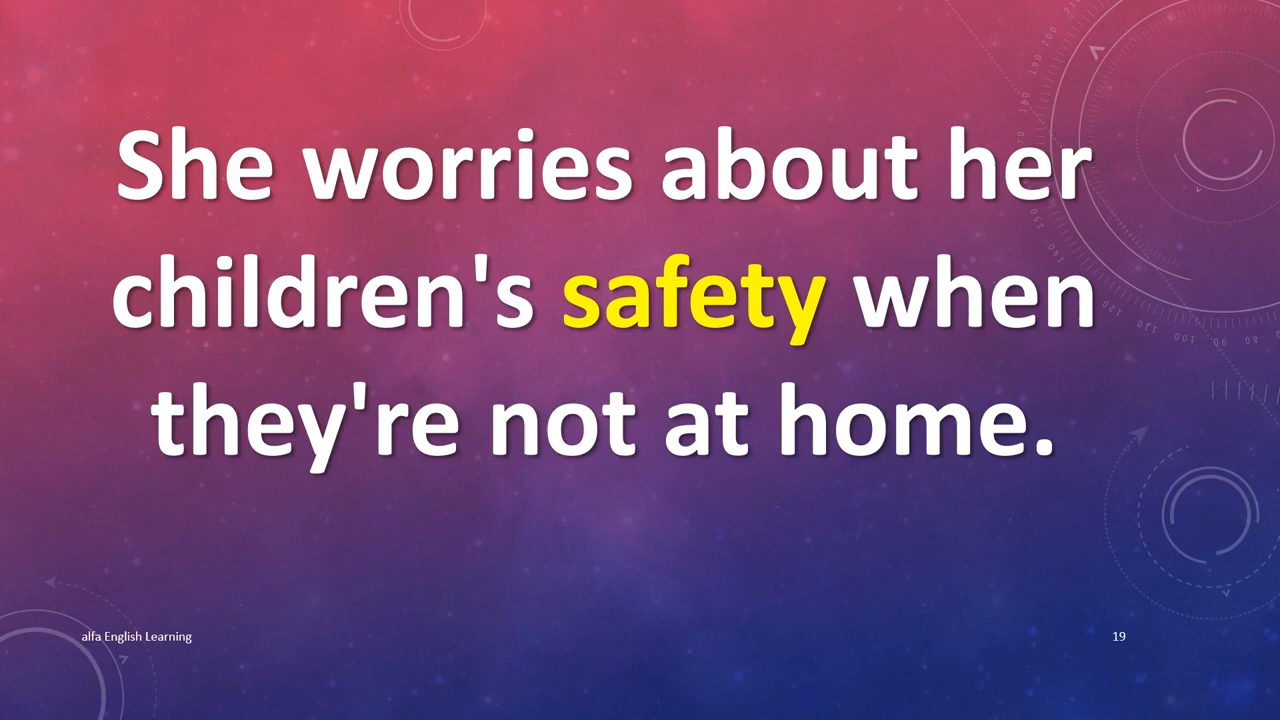 She worries about her
children's safety when
they're not at home.
alfa English Learning
19